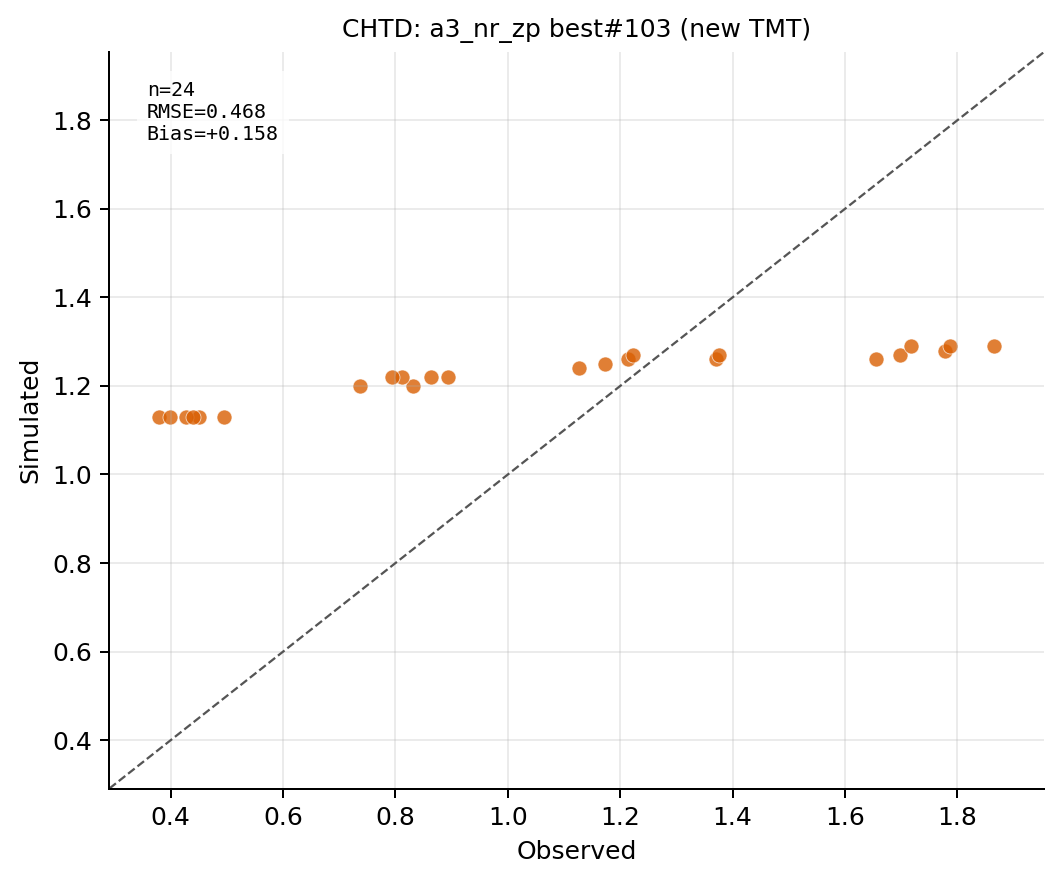 CHTD: a3_nr_zp best#103 (new TMT)
n=24
RMSE=0.468
Bias=+0.158
1.8
1.6
1.4
1.2
1.0
0.8
0.6
0.4
Simulated
0.4 0.6 0.8 1.0 1.2 1.4 1.6 1.8
Observed